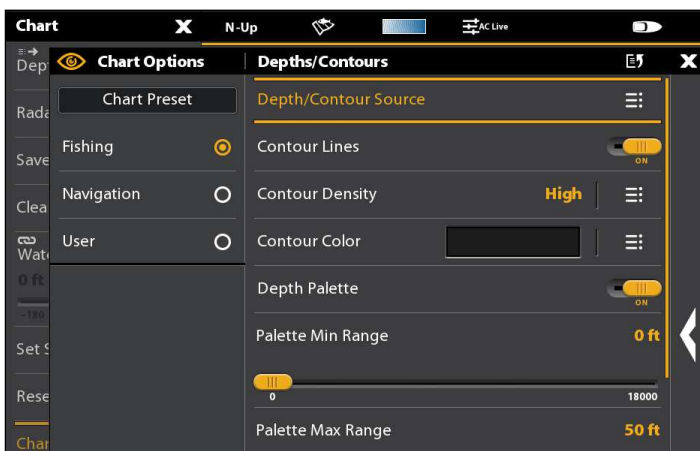 Chart X N-Up AC Live
Dep Chart Options Depths/Contours X
Chart Preset Depth/Contour Source
Rada
Fishing Contour Lines
ON
Save
Navigation Contour Density High
Clea
User Contour Color
Wate
0 ft
Depth Palette
ON
-180
Set S Palette Min Range 0 ft
Rese
0 18000
Palette Max Range 50 ft
Char